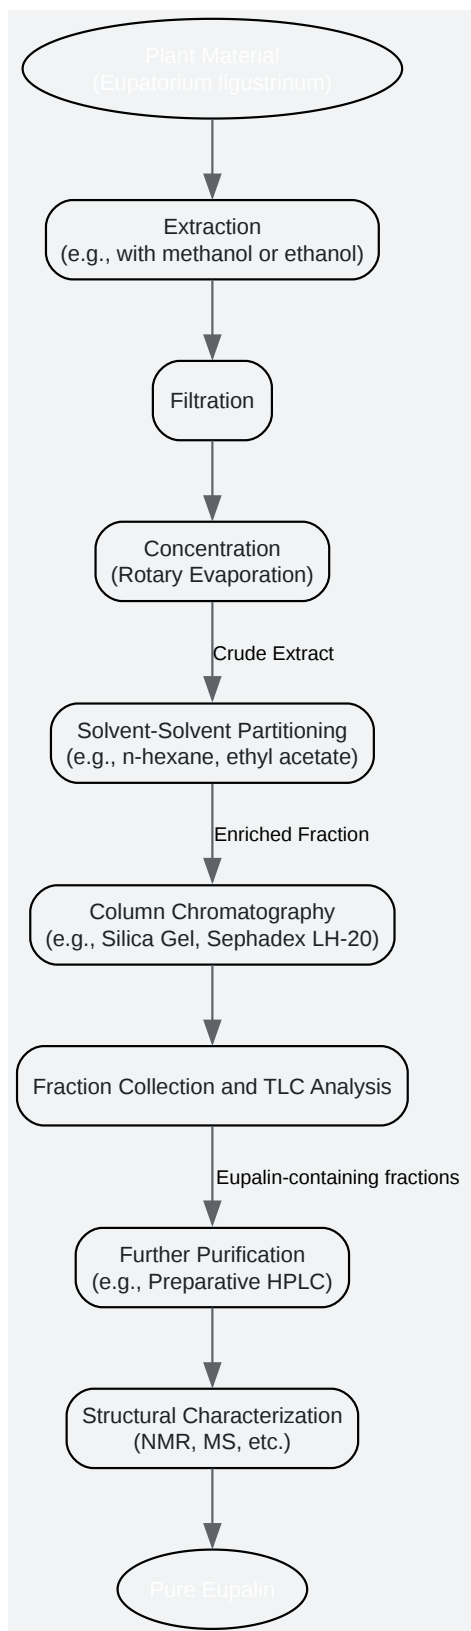 Plant Material
(Eupatorium ligustrinum)
Extraction
(e.g., with methanol or ethanol)
Filtration
Concentration
(Rotary Evaporation)
Crude Extract
Solvent-Solvent Partitioning
(e.g., n-hexane, ethyl acetate)
Enriched Fraction
Column Chromatography
(e.g., Silica Gel, Sephadex LH-20)
Fraction Collection and TLC Analysis
Eupalin-containing fractions
Further Purification
(e.g., Preparative HPLC)
Structural Characterization
(NMR, MS, etc.)
Pure Eupalin